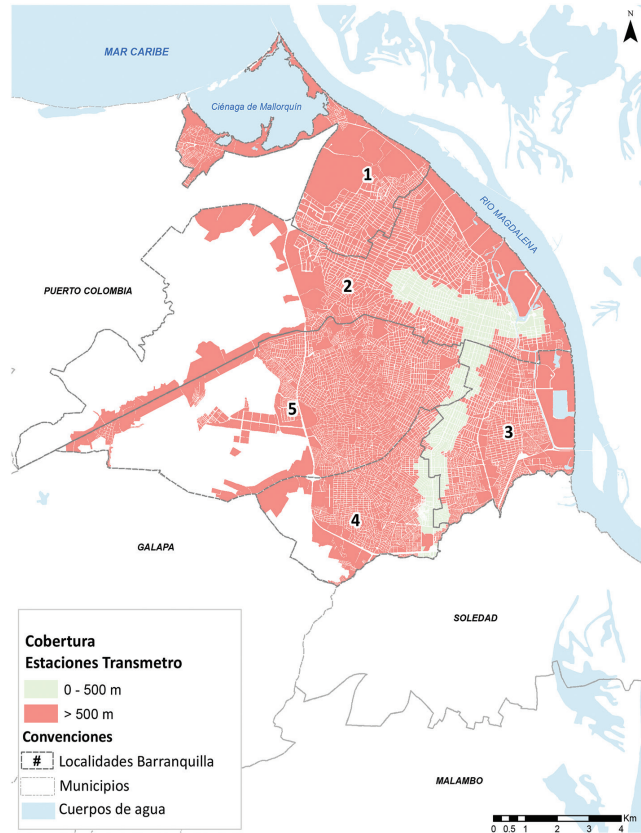 N
MAR CARIBE
Ciénaga de Mallorquín
1
RIO MAGDALENA
2
PUERTO COLOMBIA
5
3
4
GALAPA
SOLEDAD
Cobertura
Estaciones Transmetro
0 - 500 m
> 500 m
Convenciones
# Localidades Barranquilla
Municipios
Cuerpos de agua
MALAMBO
Km
0 0.5 1 2 3 4